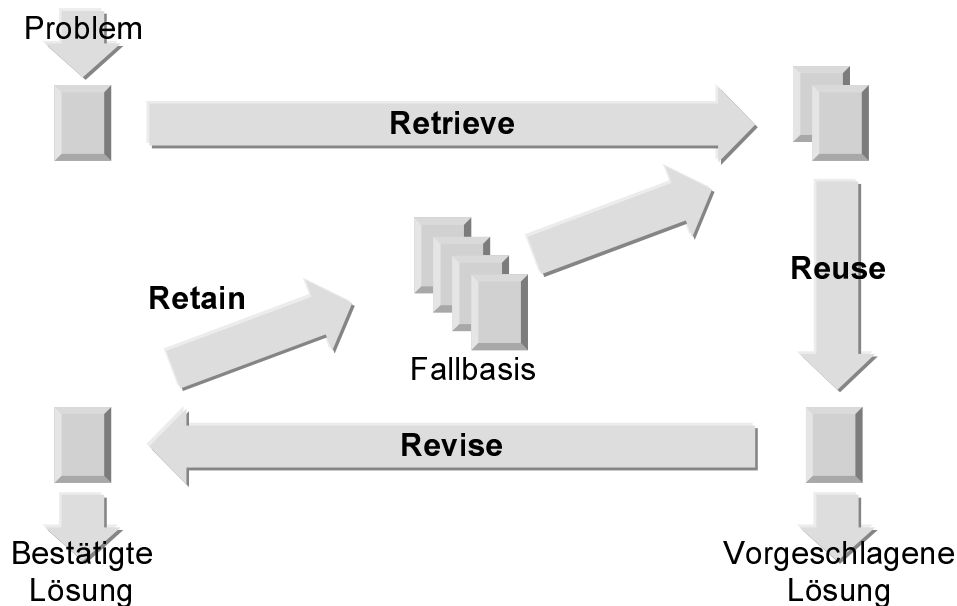 Problem
Retrieve
Reuse
Retain
Fallbasis
Revise
Bestätigte
Lösung
Vorgeschlagene
Lösung